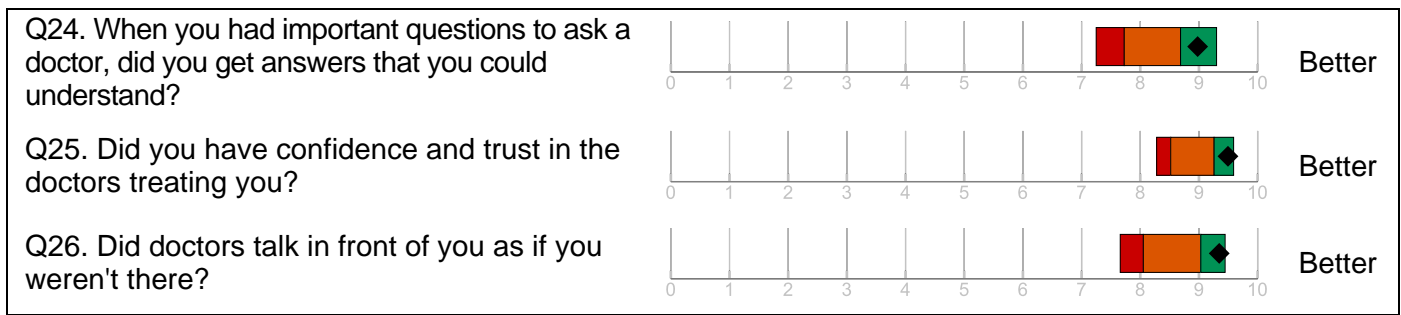 Q24. When you had important questions to ask a
doctor, did you get answers that you could
understand?
0 1 2 3 4 5 6 7 8 9 10
Better
Q25. Did you have confidence and trust in the
doctors treating you?
0 1 2 3 4 5 6 7 8 9 10
Better
Q26. Did doctors talk in front of you as if you
weren't there?
0 1 2 3 4 5 6 7 8 9 10
Better